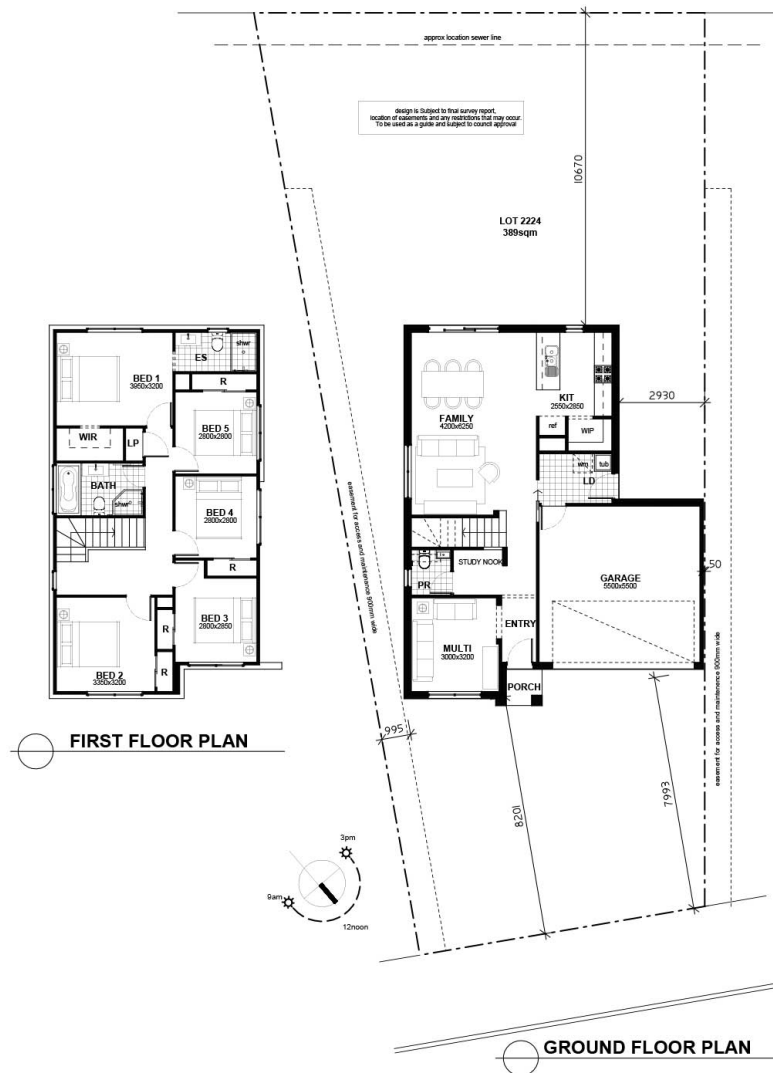 approx location sewer line
design is Subject to final survey report,
location of easements and any restrictions that may occur.
To be used as a guide and subject to council approval
10670
LOT 2224
389sqm
BED 1
3950x3200
ES
shwr
R
WIR
LP
BED 5
2800x2800
BATH
shwr
BED 4
2800x2800
R
BED 3
2800x2850
R
BED 2
3350x3200
R
FIRST FLOOR PLAN
FAMILY
4200x6250
KIT
2550x2850
ref
WIP
2930
wm
tub
LD
STUDY NOOK
PR
GARAGE
5500x5500
50
MULTI
3000x3200
ENTRY
PORCH
easement for access and maintenance 900mm wide
easement for access and maintenence 900mm wide
995
8201
7993
3pm
9am
12noon
GROUND FLOOR PLAN